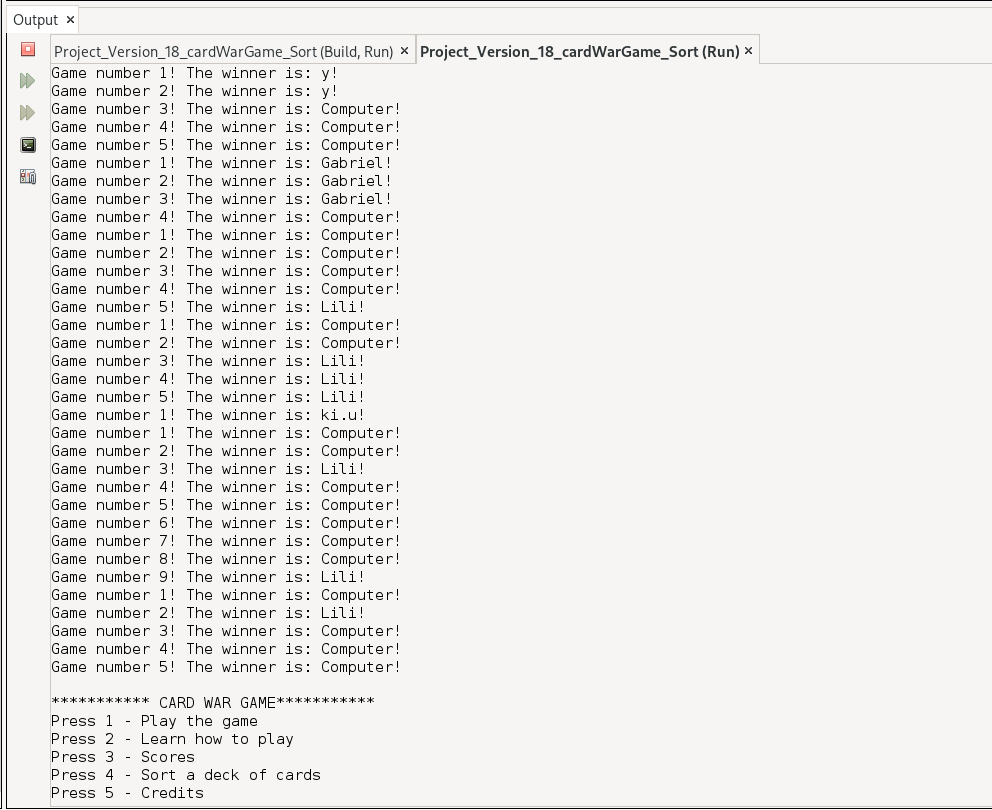 Output ×
Project_Version_18_cardWarGame_Sort (Build, Run) × Project_Version_18_cardWarGame_Sort (Run) ×
Game number 1! The winner is: y!
Game number 2! The winner is: y!
Game number 3! The winner is: Computer!
Game number 4! The winner is: Computer!
Game number 5! The winner is: Computer!
Game number 1! The winner is: Gabriel!
Game number 2! The winner is: Gabriel!
Game number 3! The winner is: Gabriel!
Game number 4! The winner is: Computer!
Game number 1! The winner is: Computer!
Game number 2! The winner is: Computer!
Game number 3! The winner is: Computer!
Game number 4! The winner is: Computer!
Game number 5! The winner is: Lili!
Game number 1! The winner is: Computer!
Game number 2! The winner is: Computer!
Game number 3! The winner is: Lili!
Game number 4! The winner is: Lili!
Game number 5! The winner is: Lili!
Game number 1! The winner is: ki.u!
Game number 1! The winner is: Computer!
Game number 2! The winner is: Computer!
Game number 3! The winner is: Lili!
Game number 4! The winner is: Computer!
Game number 5! The winner is: Computer!
Game number 6! The winner is: Computer!
Game number 7! The winner is: Computer!
Game number 8! The winner is: Computer!
Game number 9! The winner is: Lili!
Game number 1! The winner is: Computer!
Game number 2! The winner is: Lili!
Game number 3! The winner is: Computer!
Game number 4! The winner is: Computer!
Game number 5! The winner is: Computer!
*********** CARD WAR GAME***********
Press 1 - Play the game
Press 2 - Learn how to play
Press 3 - Scores
Press 4 - Sort a deck of cards
Press 5 - Credits